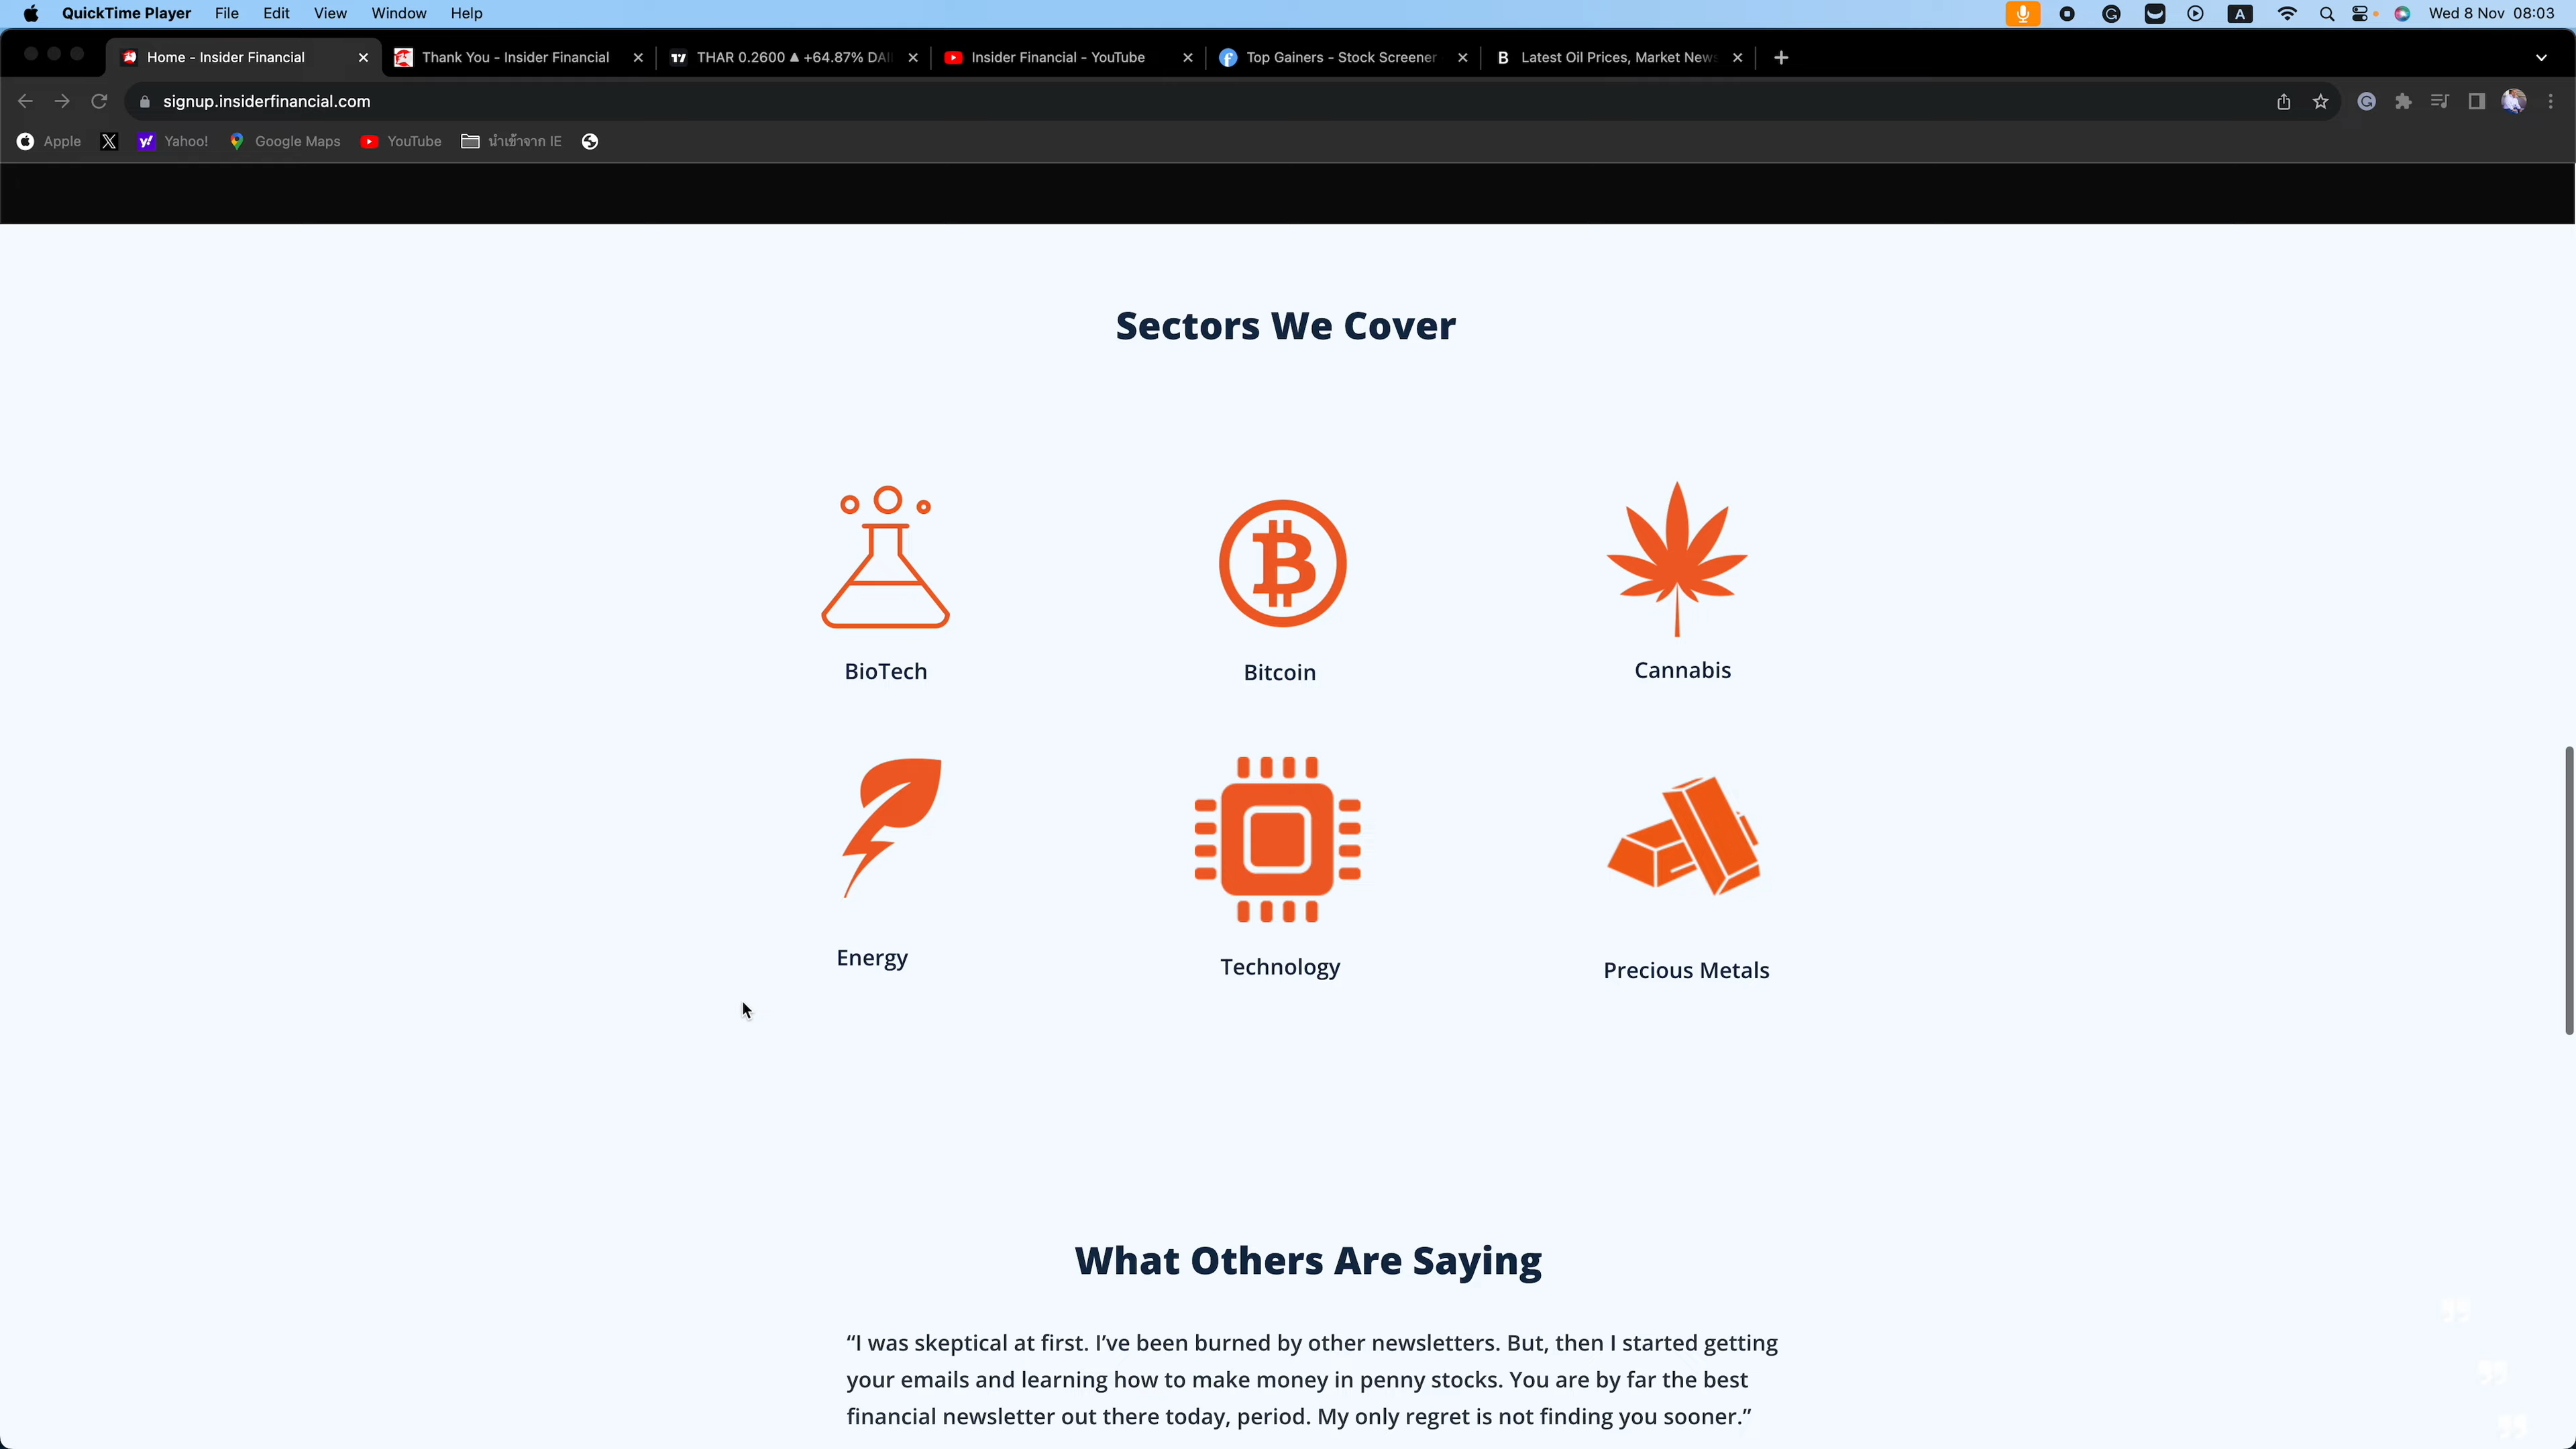 QuickTime Player File Edit View Window Help A Wed 8 Nov 08:03
Home - Insider Financial Thank You - Insider Financial THAR 0.2600 ▲ +64.87% DAI Insider Financial - YouTube Top Gainers - Stock Screener B Latest Oil Prices, Market News
signup.insiderfinancial.com
Apple Yahoo! Google Maps YouTube นำเข้าจาก IE
Sectors We Cover
BioTech Bitcoin Cannabis
Energy Technology Precious Metals
What Others Are Saying
“I was skeptical at first. I’ve been burned by other newsletters. But, then I started getting
your emails and learning how to make money in penny stocks. You are by far the best
financial newsletter out there today, period. My only regret is not finding you sooner.”